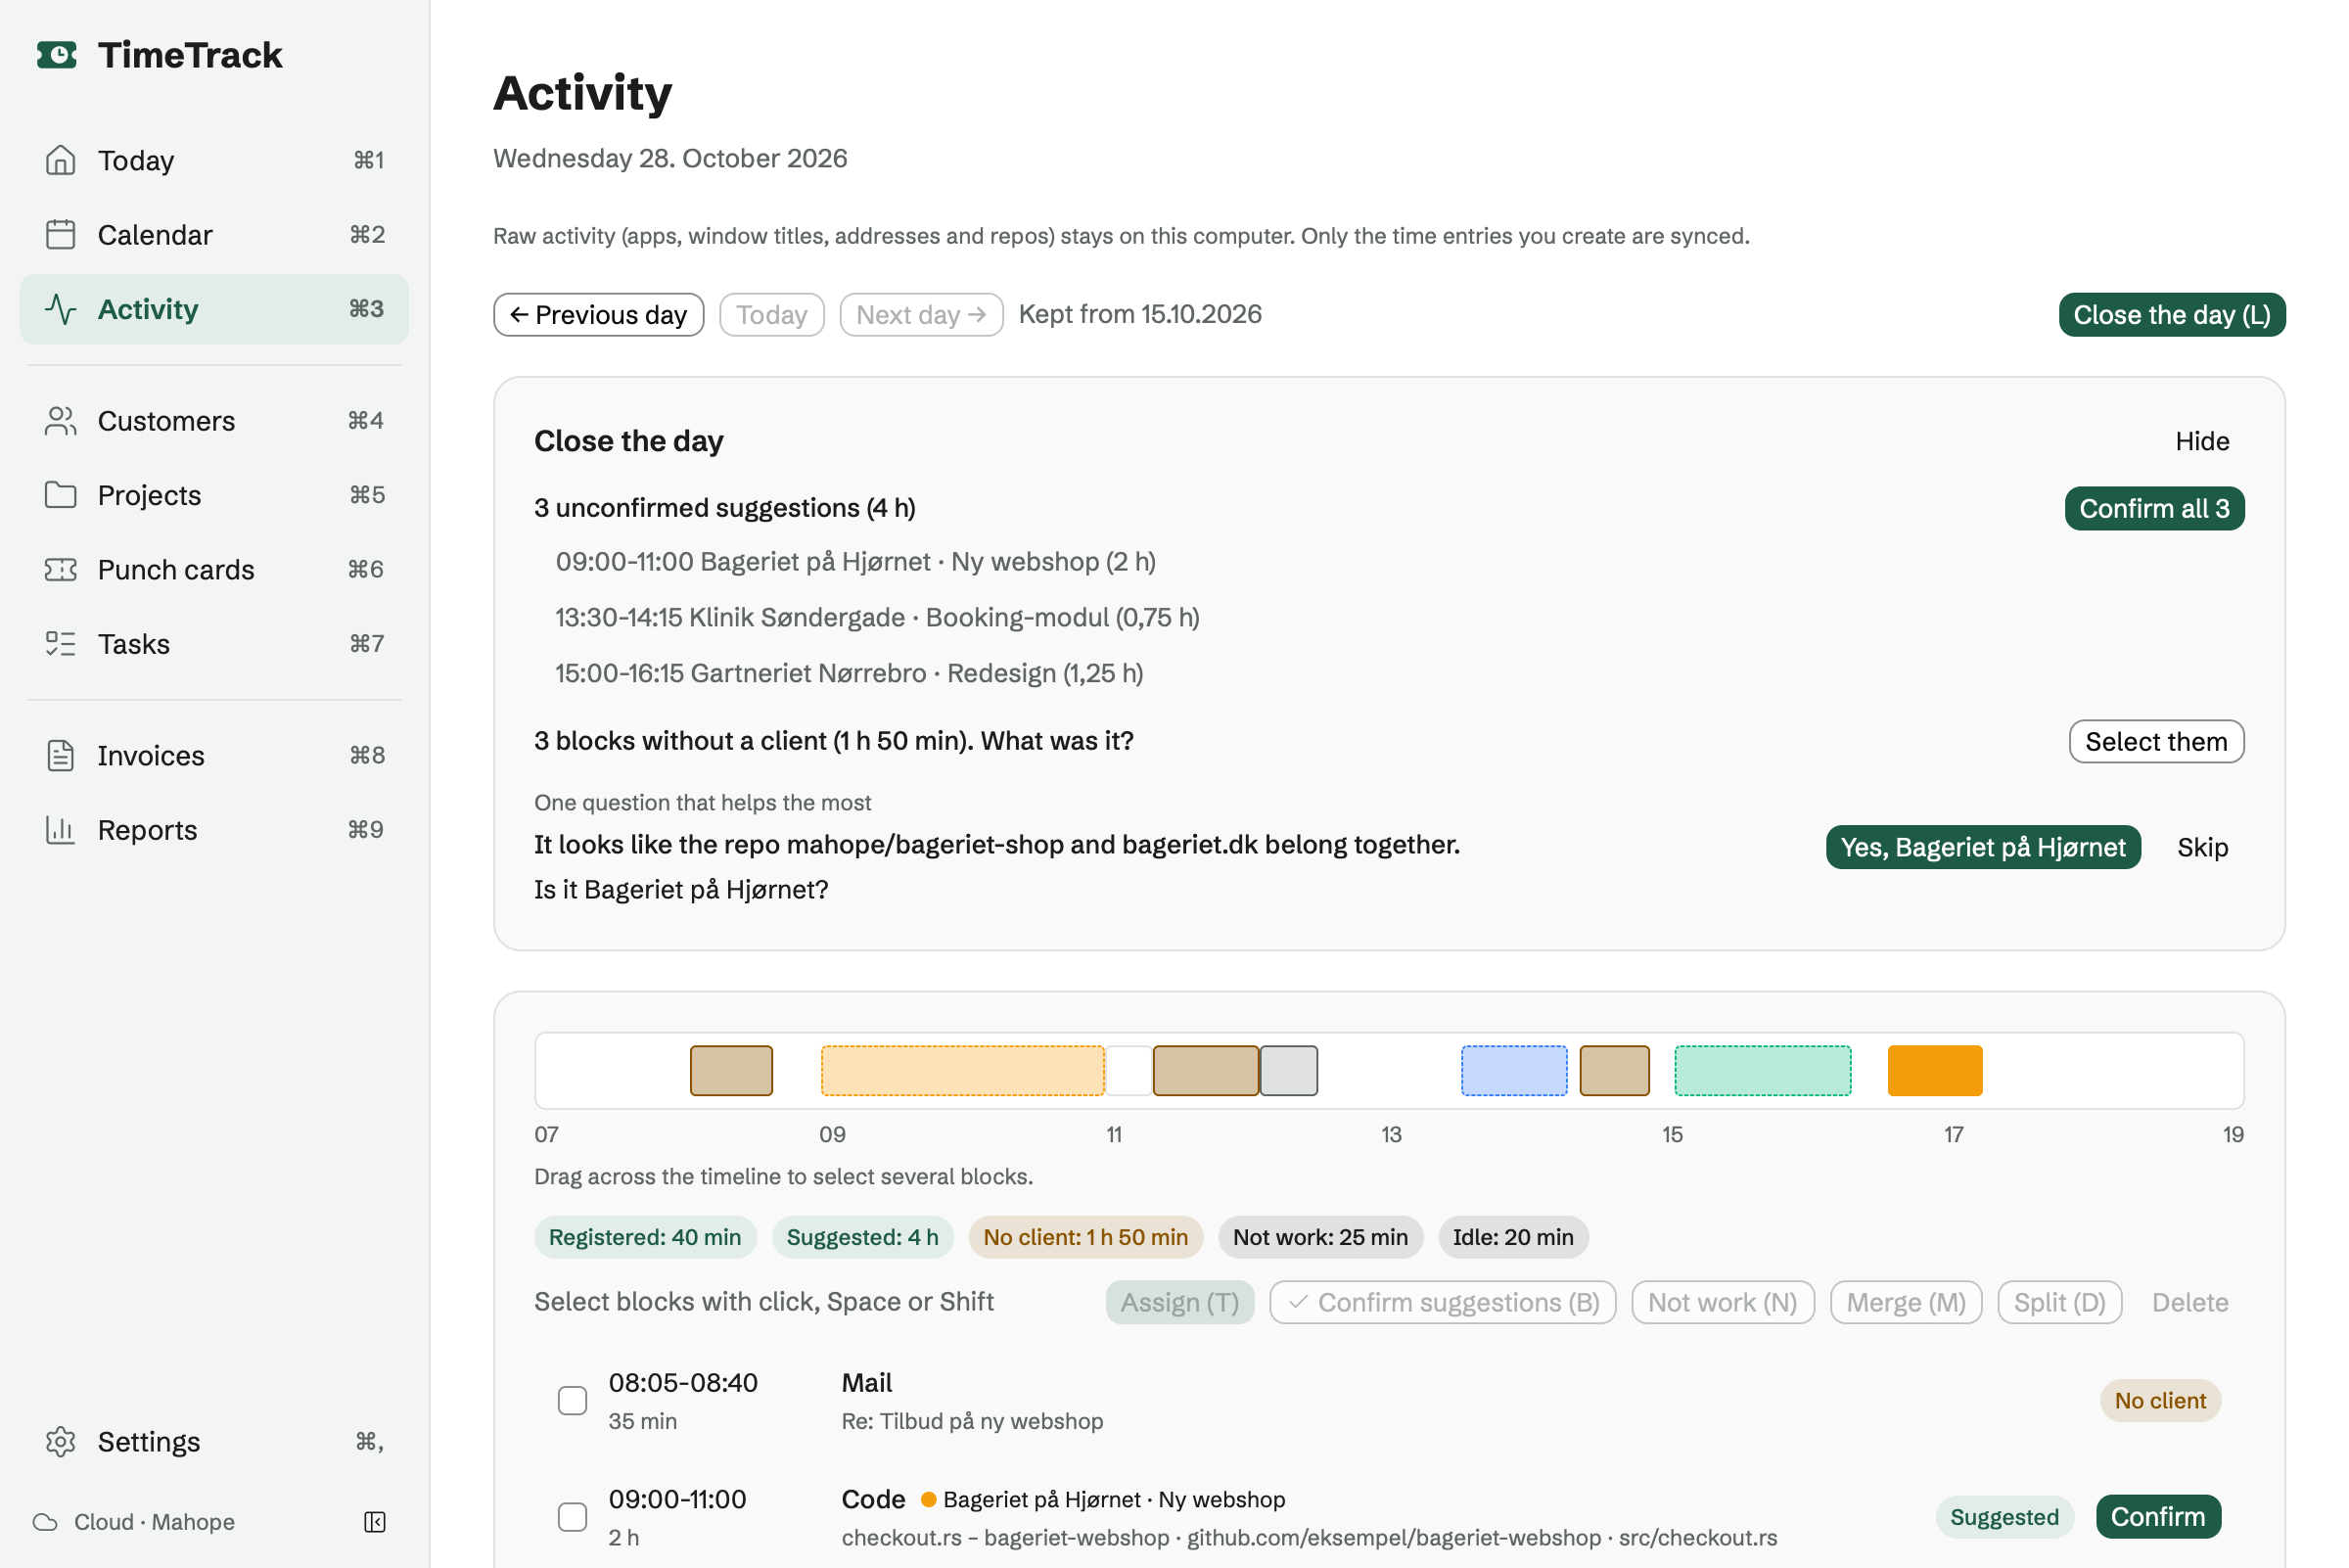 TimeTrack
Today ⌘1
Calendar ⌘2
Activity ⌘3
Customers ⌘4
Projects ⌘5
Punch cards ⌘6
Tasks ⌘7
Invoices ⌘8
Reports ⌘9
Settings ⌘,
Cloud · Mahope
Activity
Wednesday 28. October 2026
Raw activity (apps, window titles, addresses and repos) stays on this computer. Only the time entries you create are synced.
← Previous day Today Next day → Kept from 15.10.2026 Close the day (L)
Close the day Hide
3 unconfirmed suggestions (4 h) Confirm all 3
09:00-11:00 Bageriet på Hjørnet · Ny webshop (2 h)
13:30-14:15 Klinik Søndergade · Booking-modul (0,75 h)
15:00-16:15 Gartneriet Nørrebro · Redesign (1,25 h)
3 blocks without a client (1 h 50 min). What was it? Select them
One question that helps the most
It looks like the repo mahope/bageriet-shop and bageriet.dk belong together. Yes, Bageriet på Hjørnet Skip
Is it Bageriet på Hjørnet?
07 09 11 13 15 17 19
Drag across the timeline to select several blocks.
Registered: 40 min Suggested: 4 h No client: 1 h 50 min Not work: 25 min Idle: 20 min
Select blocks with click, Space or Shift Assign (T) ✓ Confirm suggestions (B) Not work (N) Merge (M) Split (D) Delete
08:05-08:40 Mail No client
35 min Re: Tilbud på ny webshop
09:00-11:00 Code Bageriet på Hjørnet · Ny webshop Suggested Confirm
2 h checkout.rs – bageriet-webshop · github.com/eksempel/bageriet-webshop · src/checkout.rs